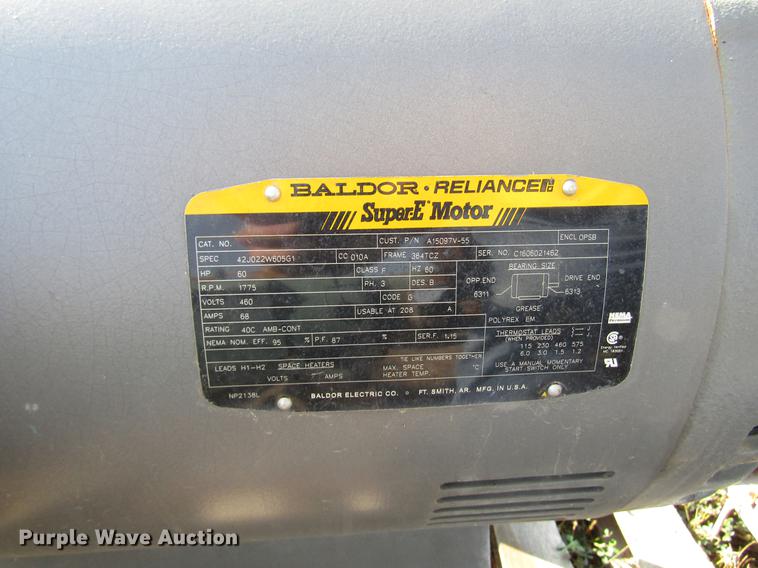 BALDOR • RELIANCE
Super-E Motor
CAT. NO. CUST. P/N A15097V-55 ENCL OPSB
SPEC 42J022W605G1 CC 010A FRAME 364TCZ SER. NO. C1606021462
HP 60 CLASS F HZ 60 BEARING SIZE
R.P.M. 1775 PH. 3 DES. B OPP.END DRIVE END
VOLTS 460 CODE G 6311 6313
AMPS 68 USABLE AT 208 A GREASE
RATING 40C AMB-CONT POLYREX EM
NEMA NOM. EFF. 95 % P.F. 87 % SER.F. 1.15 THERMOSTAT LEADS J
(WHEN PROVIDED) J
115 230 460 575
6.0 3.0 1.5 1.2
TIE LIKE NUMBERS TOGETHER
LEADS H1-H2 SPACE HEATERS MAX. SPACE °C USE A MANUAL MOMENTARY
VOLTS AMPS HEATER TEMP. START SWITCH ONLY
NEMA
Premium
Energy Verified
NP2138L BALDOR ELECTRIC CO. • FT. SMITH, AR. MFG. IN U.S.A.
Purple Wave Auction